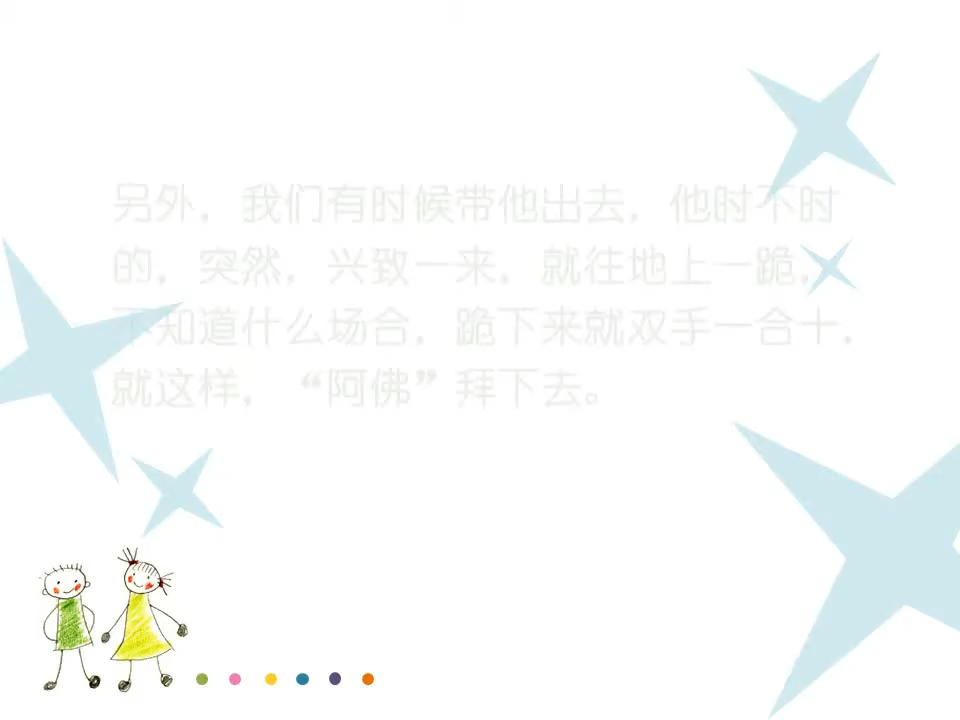 另外，我们有时候带他出去，他时不时
的，突然，兴致一来，就往地上一跪，
不知道什么场合，跪下来就双手一合十，
就这样，“阿佛”拜下去。